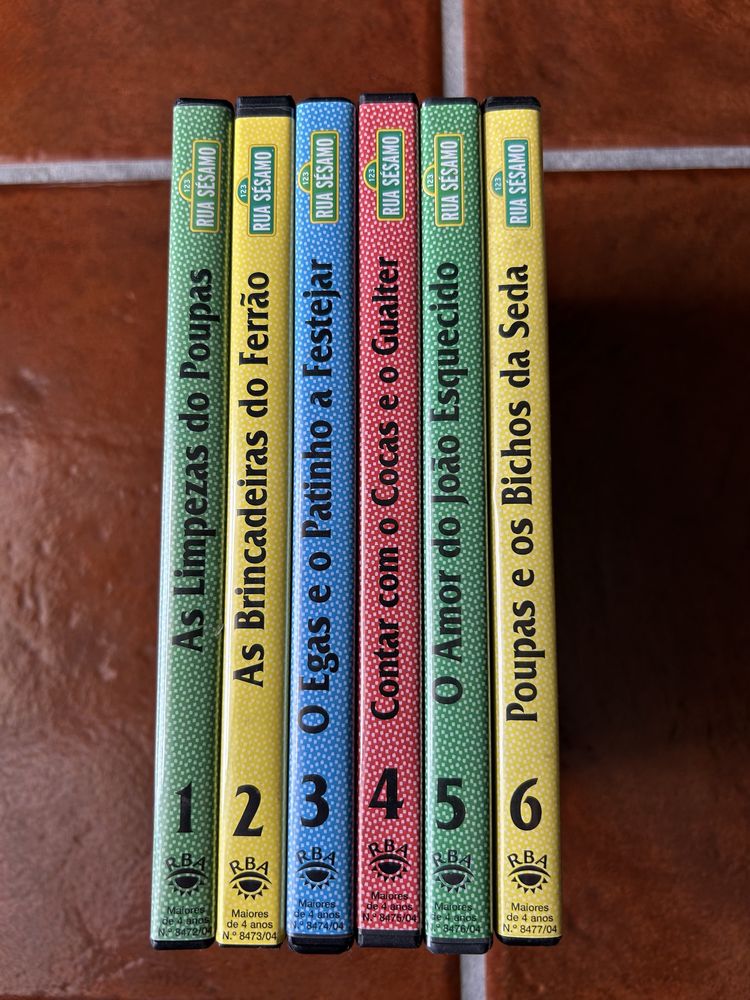 123
RUA SÉSAMO
As Limpezas do Poupas
1
RBA
Maiores
de 4 anos
N.º 8472/04
123
RUA SÉSAMO
As Brincadeiras do Ferrão
2
RBA
Maiores
de 4 anos
N.º 8473/04
123
RUA SÉSAMO
O Egas e o Patinho a Festejar
3
RBA
Maiores
de 4 anos
N.º 8474/04
123
RUA SÉSAMO
Contar com o Cocas e o Gualter
4
RBA
Maiores
de 4 anos
N.º 8475/04
123
RUA SÉSAMO
O Amor do João Esquecido
5
RBA
Maiores
de 4 anos
N.º 8476/04
123
RUA SÉSAMO
Poupas e os Bichos da Seda
6
RBA
Maiores
de 4 anos
N.º 8477/04